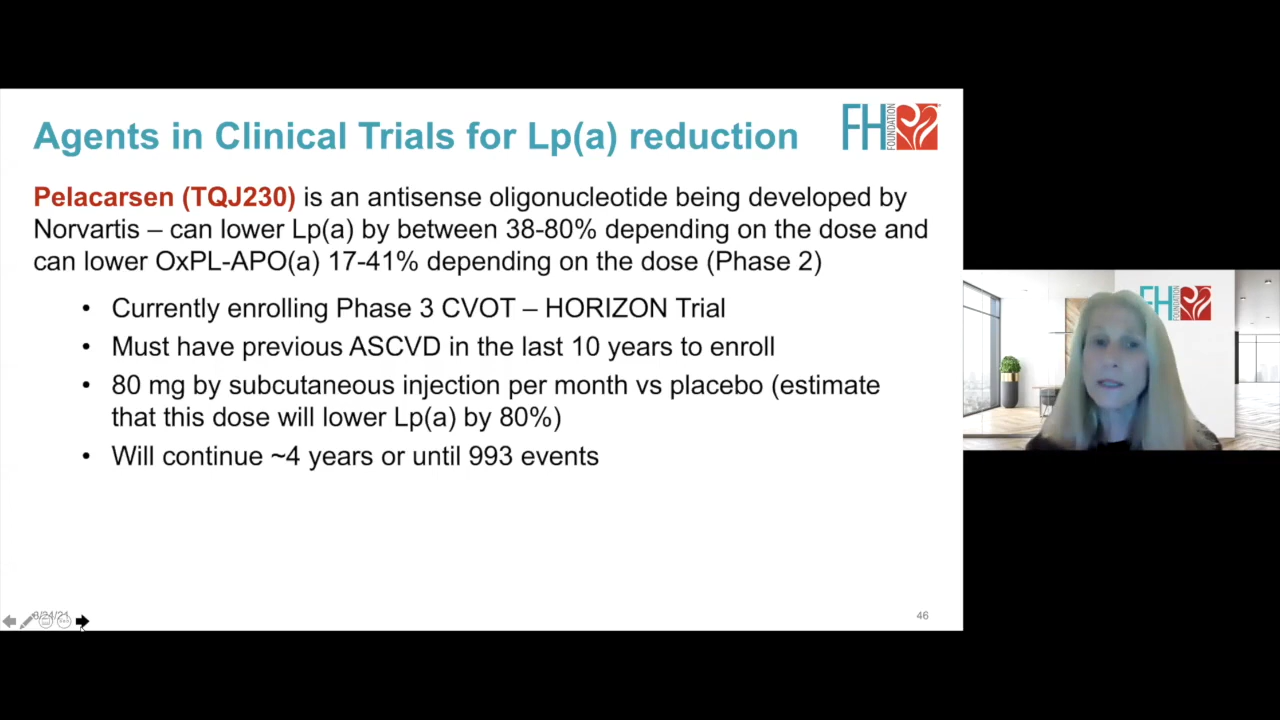 Agents in Clinical Trials for Lp(a) reduction
FH
FOUNDATION
Pelacarsen (TQJ230) is an antisense oligonucleotide being developed by
Norvartis – can lower Lp(a) by between 38-80% depending on the dose and
can lower OxPL-APO(a) 17-41% depending on the dose (Phase 2)
• Currently enrolling Phase 3 CVOT – HORIZON Trial
• Must have previous ASCVD in the last 10 years to enroll
• 80 mg by subcutaneous injection per month vs placebo (estimate
that this dose will lower Lp(a) by 80%)
• Will continue ~4 years or until 993 events
46
FH
FOUNDATION